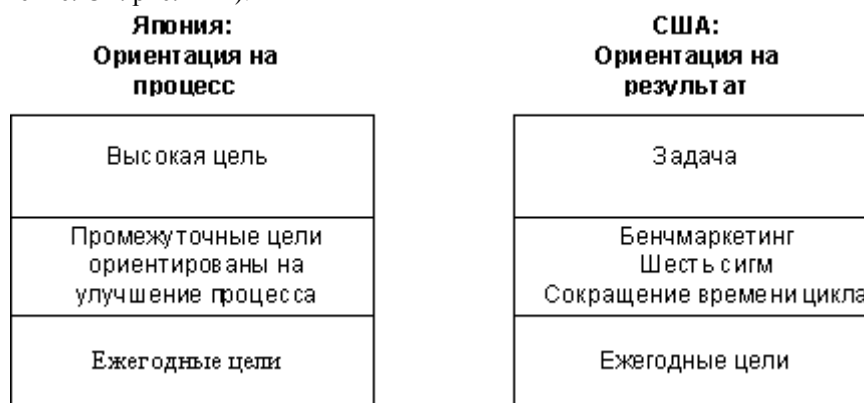 Япония:
Ориентация на
процесс
Высокая цель
Промежуточные цели
ориентированы на
улучшение процесса
Ежегодные цели
США:
Ориентация на
результат
Задача
Бенчмаркетинг
Шесть сигм
Сокращение времени цикла
Ежегодные цели